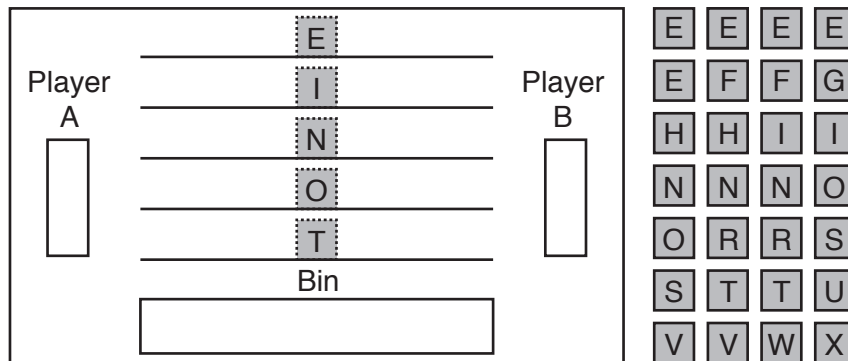 E
I
N
O
T
Player
A
Player
B
Bin
E E E E
E F F G
H H I I
N N N O
O R R S
S T T U
V V W X